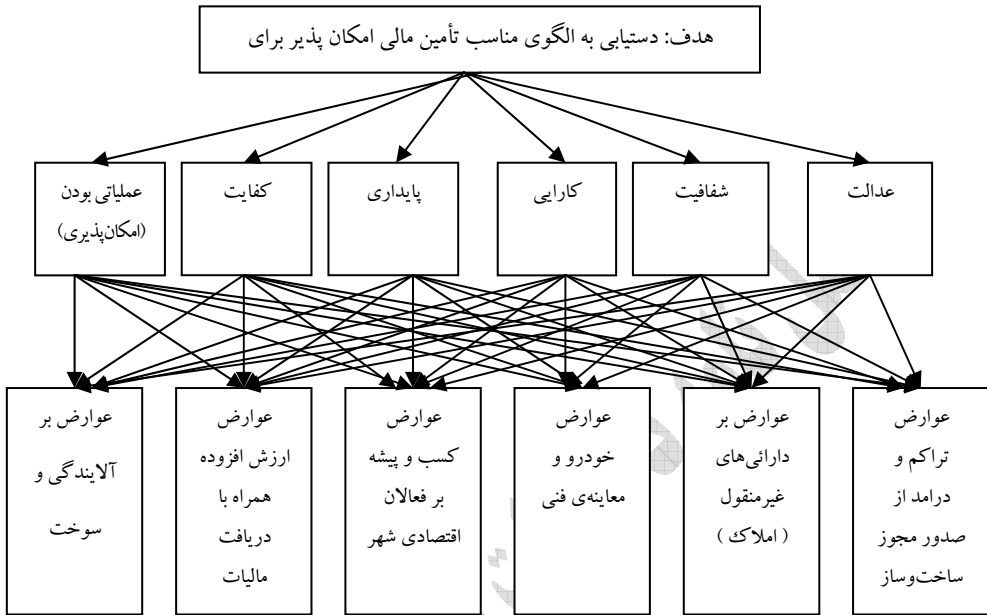 هدف: دستیابی به الگوی مناسب تأمین مالی امکان پذیر برای
عدالت
شفافیت
کارایی
پایداری
کفایت
عملیاتی بودن
(امکان‌پذیری)
عوارض
تراکم و
درامد از
صدور مجوز
ساخت‌وساز
عوارض بر
دارائی‌های
غیرمنقول
( املاک )
عوارض
خودرو و
معاینه‌ی فنی
عوارض
کسب و پیشه
بر فعالان
اقتصادی شهر
عوارض
ارزش افزوده
همراه با
دریافت
مالیات
عوارض بر
آلایندگی و
سوخت